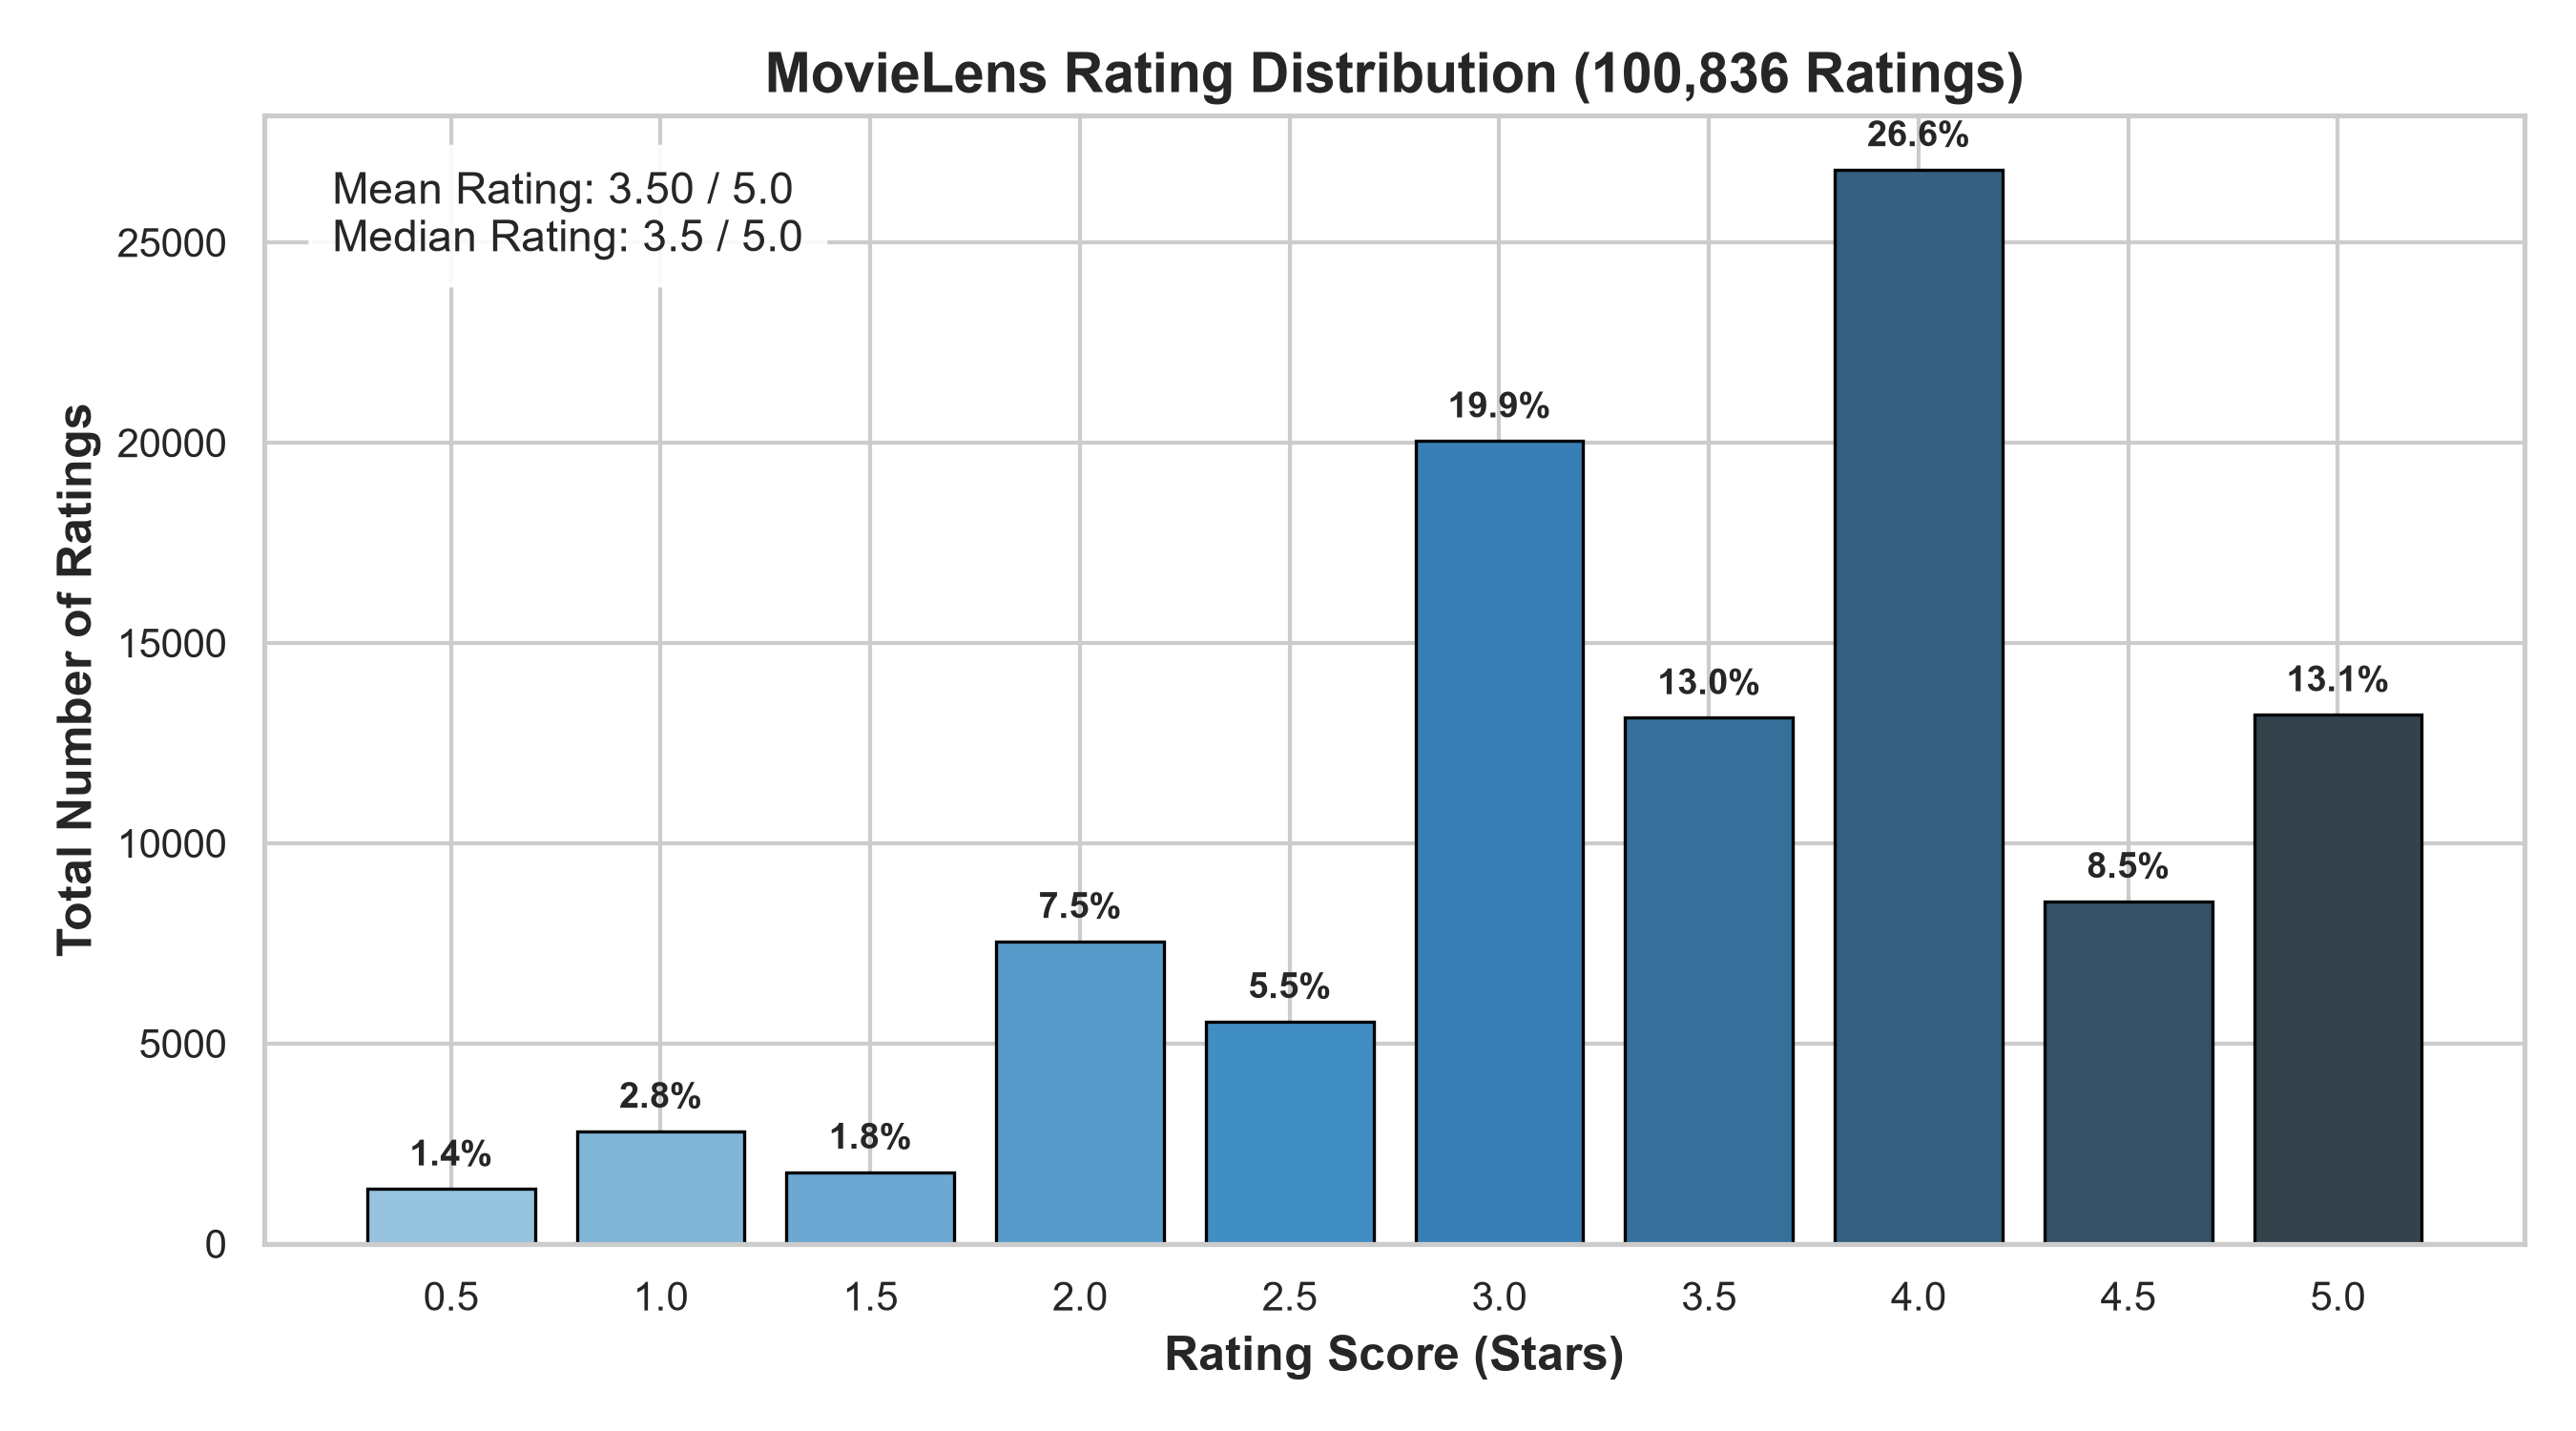 MovieLens Rating Distribution (100,836 Ratings)
Mean Rating: 3.50 / 5.0
Median Rating: 3.5 / 5.0
Total Number of Ratings
25000
20000
15000
10000
5000
0
1.4%
2.8%
1.8%
7.5%
5.5%
19.9%
13.0%
26.6%
8.5%
13.1%
0.5 1.0 1.5 2.0 2.5 3.0 3.5 4.0 4.5 5.0
Rating Score (Stars)